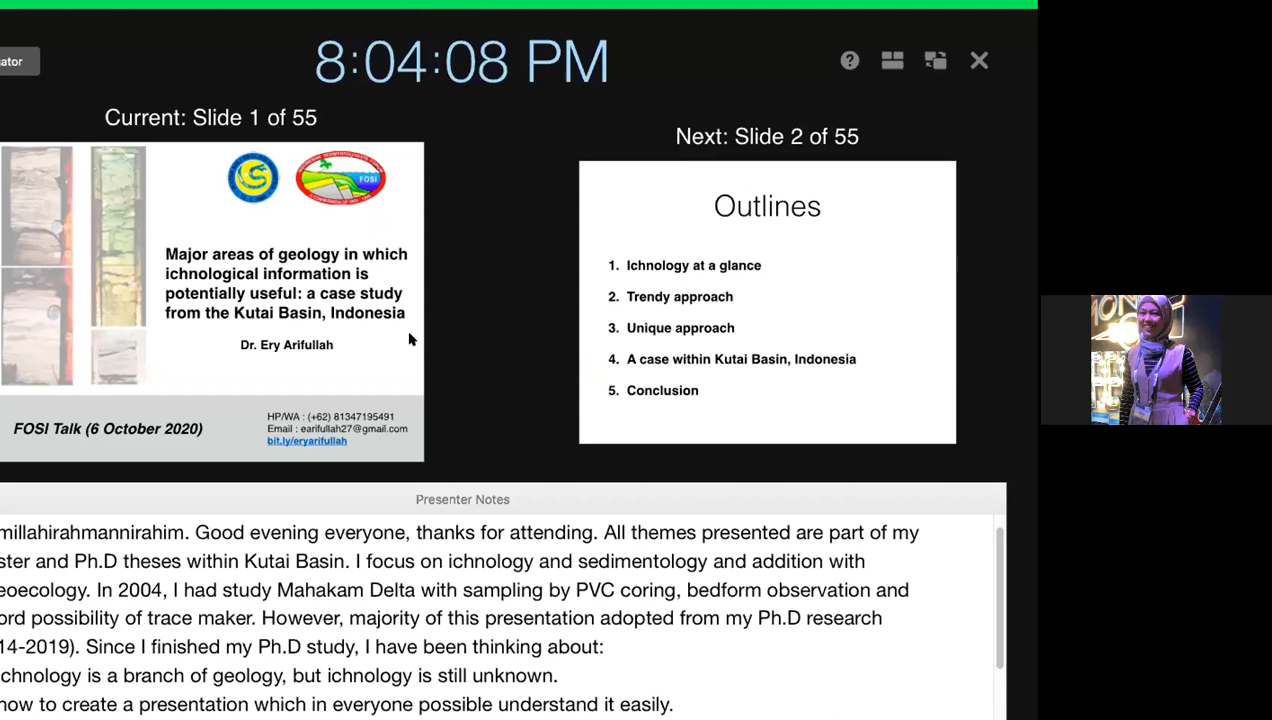 ator
8:04:08 PM
Current: Slide 1 of 55
Next: Slide 2 of 55
FOSI
Major areas of geology in which
ichnological information is
potentially useful: a case study
from the Kutai Basin, Indonesia
Dr. Ery Arifullah
FOSI Talk (6 October 2020)
HP/WA : (+62) 81347195491
Email : earifullah27@gmail.com
bit.ly/eryarifullah
Outlines
1. Ichnology at a glance
2. Trendy approach
3. Unique approach
4. A case within Kutai Basin, Indonesia
5. Conclusion
Presenter Notes
millahirahmannirahim. Good evening everyone, thanks for attending. All themes presented are part of my
ster and Ph.D theses within Kutai Basin. I focus on ichnology and sedimentology and addition with
eoecology. In 2004, I had study Mahakam Delta with sampling by PVC coring, bedform observation and
ord possibility of trace maker. However, majority of this presentation adopted from my Ph.D research
14-2019). Since I finished my Ph.D study, I have been thinking about:
chnology is a branch of geology, but ichnology is still unknown.
how to create a presentation which in everyone possible understand it easily.